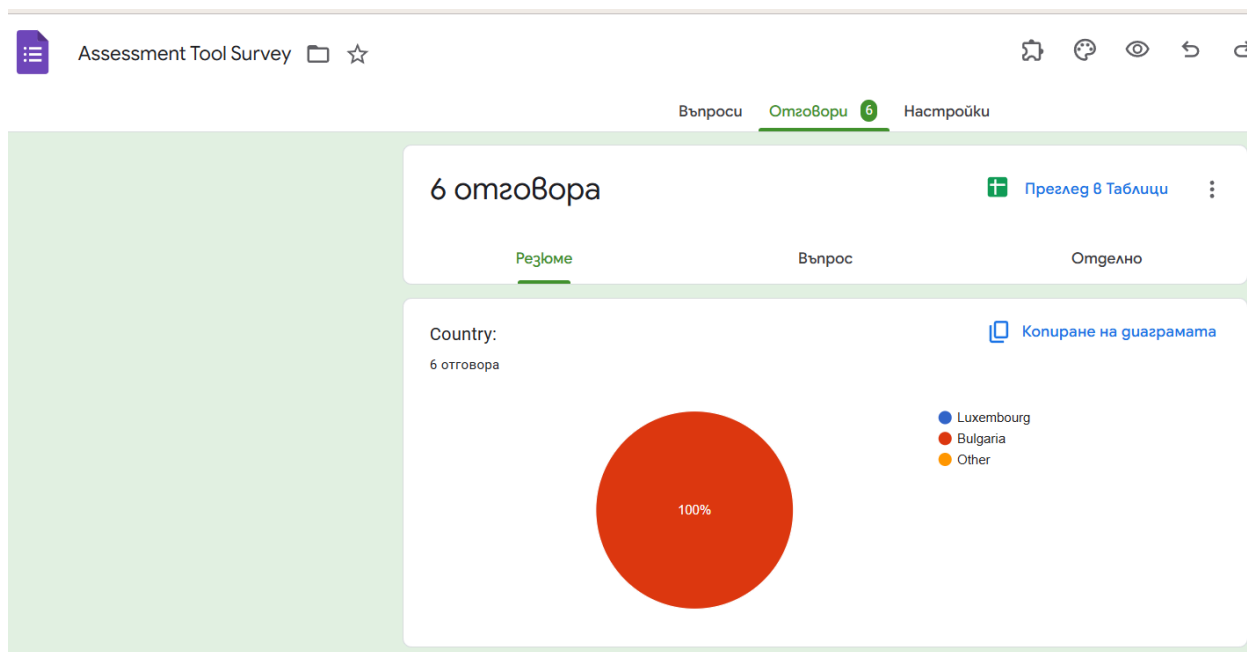 Assessment Tool Survey
Въпроси Отговори 6 Настройки
6 отговора
Преглед в Таблици
Резюме Въпрос Отделно
Country:
Копиране на диаграмата
6 отговора
Luxembourg
Bulgaria
Other
100%